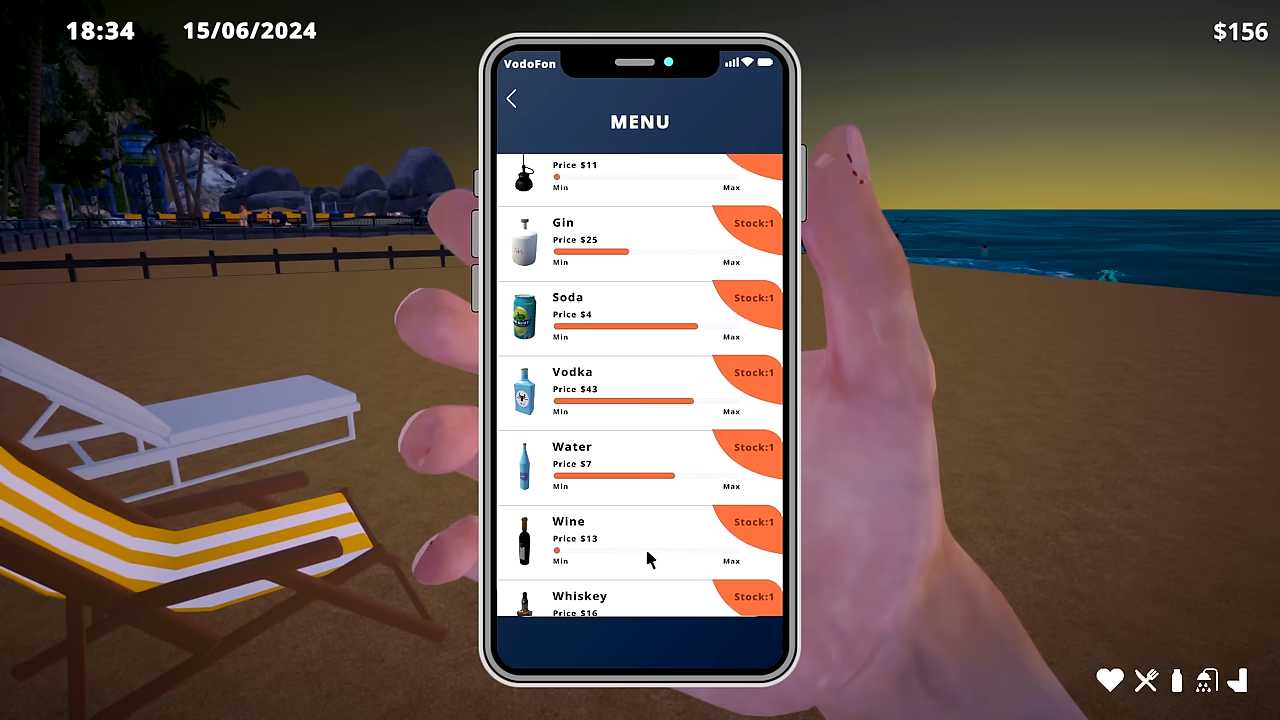 18:34 15/06/2024
$156
VodoFon
MENU
Price $11
Min Max
Gin
Stock:1
Price $25
Min Max
Soda
Stock:1
Price $4
Min Max
Vodka
Stock:1
Price $43
Min Max
Water
Stock:1
Price $7
Min Max
Wine
Stock:1
Price $13
Min Max
Whiskey
Stock:1
Price $16